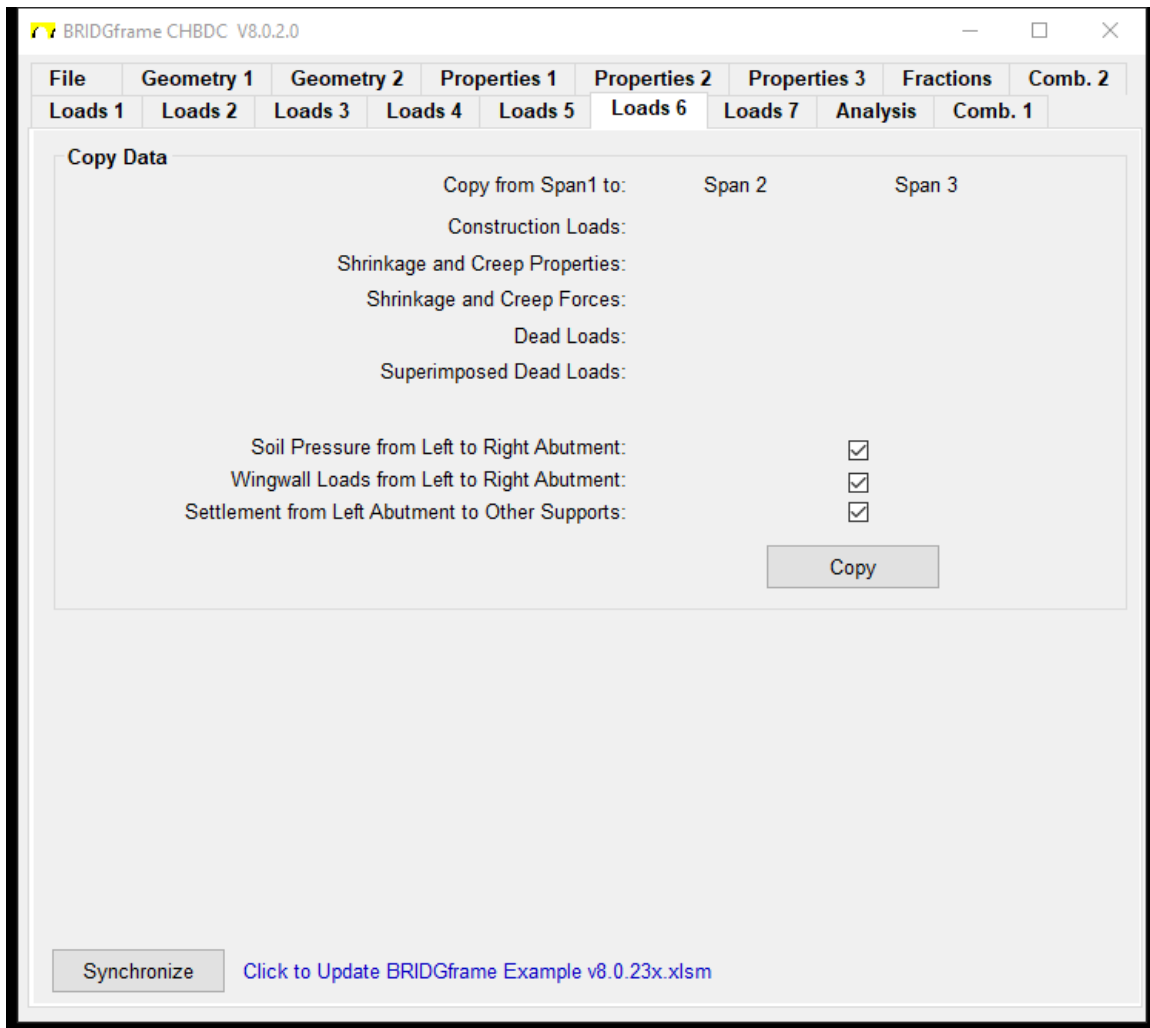 BRIDGframe CHBDC V8.0.2.0
File Geometry 1 Geometry 2 Properties 1 Properties 2 Properties 3 Fractions Comb. 2
Loads 1 Loads 2 Loads 3 Loads 4 Loads 5 Loads 6 Loads 7 Analysis Comb. 1
Copy Data
Copy from Span1 to: Span 2 Span 3
Construction Loads:
Shrinkage and Creep Properties:
Shrinkage and Creep Forces:
Dead Loads:
Superimposed Dead Loads:
Soil Pressure from Left to Right Abutment:
Wingwall Loads from Left to Right Abutment:
Settlement from Left Abutment to Other Supports:
Copy
Synchronize Click to Update BRIDGframe Example v8.0.23x.xlsm